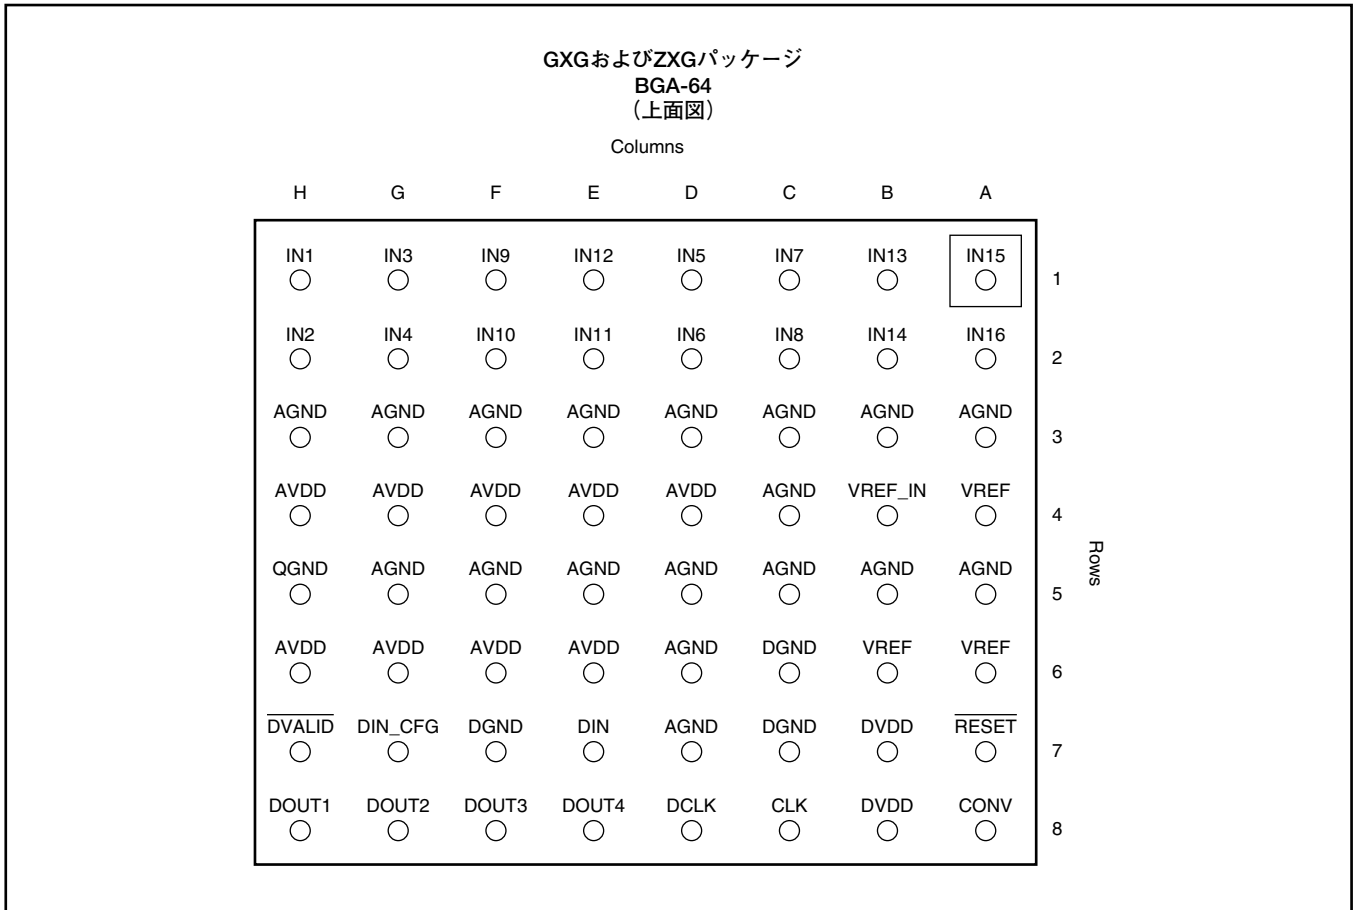 GXGおよびZXGパッケージ
BGA-64
（上面図）
Columns
H G F E D C B A
IN1 IN3 IN9 IN12 IN5 IN7 IN13 IN15
1
IN2 IN4 IN10 IN11 IN6 IN8 IN14 IN16
2
AGND AGND AGND AGND AGND AGND AGND AGND
3
AVDD AVDD AVDD AVDD AVDD AGND VREF_IN VREF
4
Rows
QGND AGND AGND AGND AGND AGND AGND AGND
5
AVDD AVDD AVDD AVDD AGND DGND VREF VREF
6
DVALID DIN_CFG DGND DIN AGND DGND DVDD RESET
7
DOUT1 DOUT2 DOUT3 DOUT4 DCLK CLK DVDD CONV
8